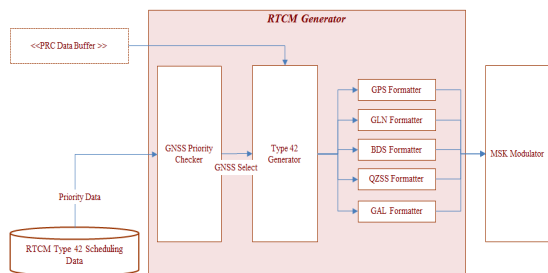 RTCM Generator
<<PRC Data Buffer >>
GNSS Priority
Checker
GNSS Select
Type 42
Generator
GPS Formatter
GLN Formatter
BDS Formatter
QZSS Formatter
GAL Formatter
MSK Modulator
Priority Data
RTCM Type 42 Scheduling
Data